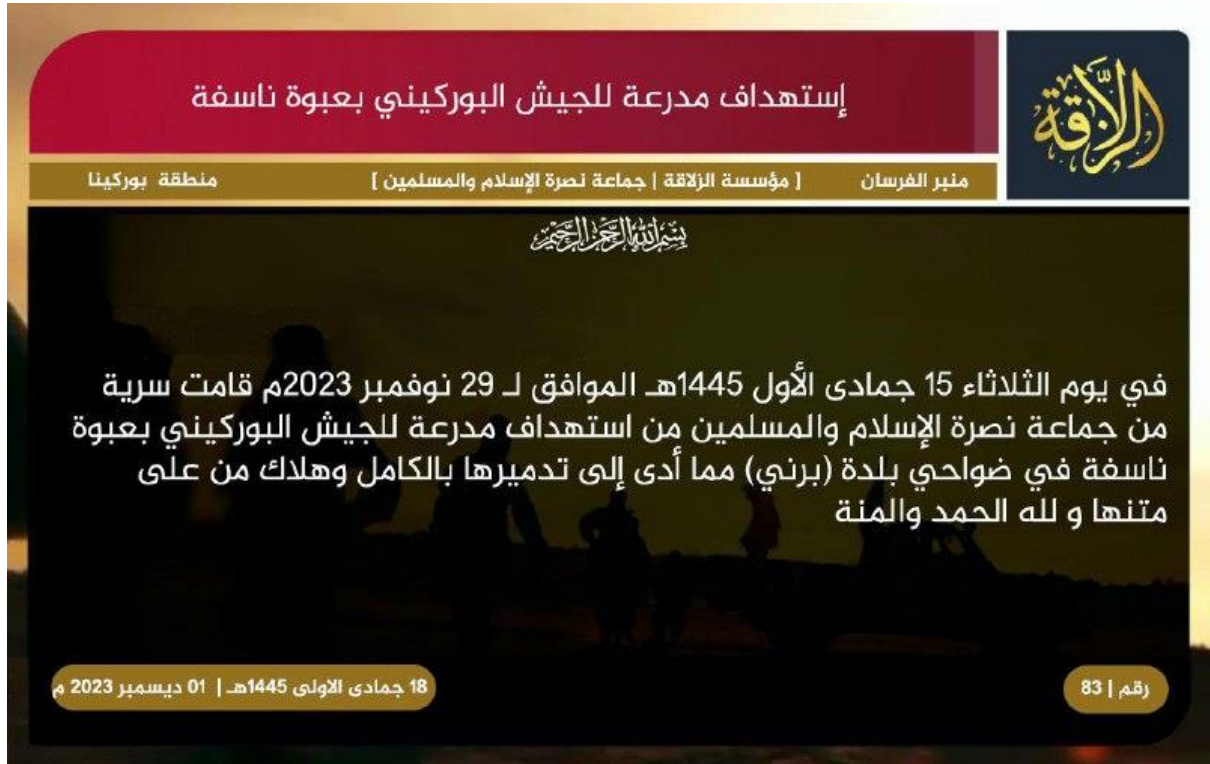 الزلاقة
إستهداف مدرعة للجيش البوركيني بعبوة ناسفة
منبر الفرسان [ مؤسسة الزلاقة | جماعة نصرة الإسلام والمسلمين ] منطقة بوركينا
بسم الله الرحمن الرحيم
في يوم الثلاثاء 15 جمادى الأول 1445هـ الموافق لـ 29 نوفمبر 2023م قامت سرية
من جماعة نصرة الإسلام والمسلمين من استهداف مدرعة للجيش البوركيني بعبوة
ناسفة في ضواحي بلدة (برني) مما أدى إلى تدميرها بالكامل وهلاك من على
متنها و لله الحمد والمنة
رقم | 83
18 جمادى الاولى 1445هـ | 01 ديسمبر 2023 م